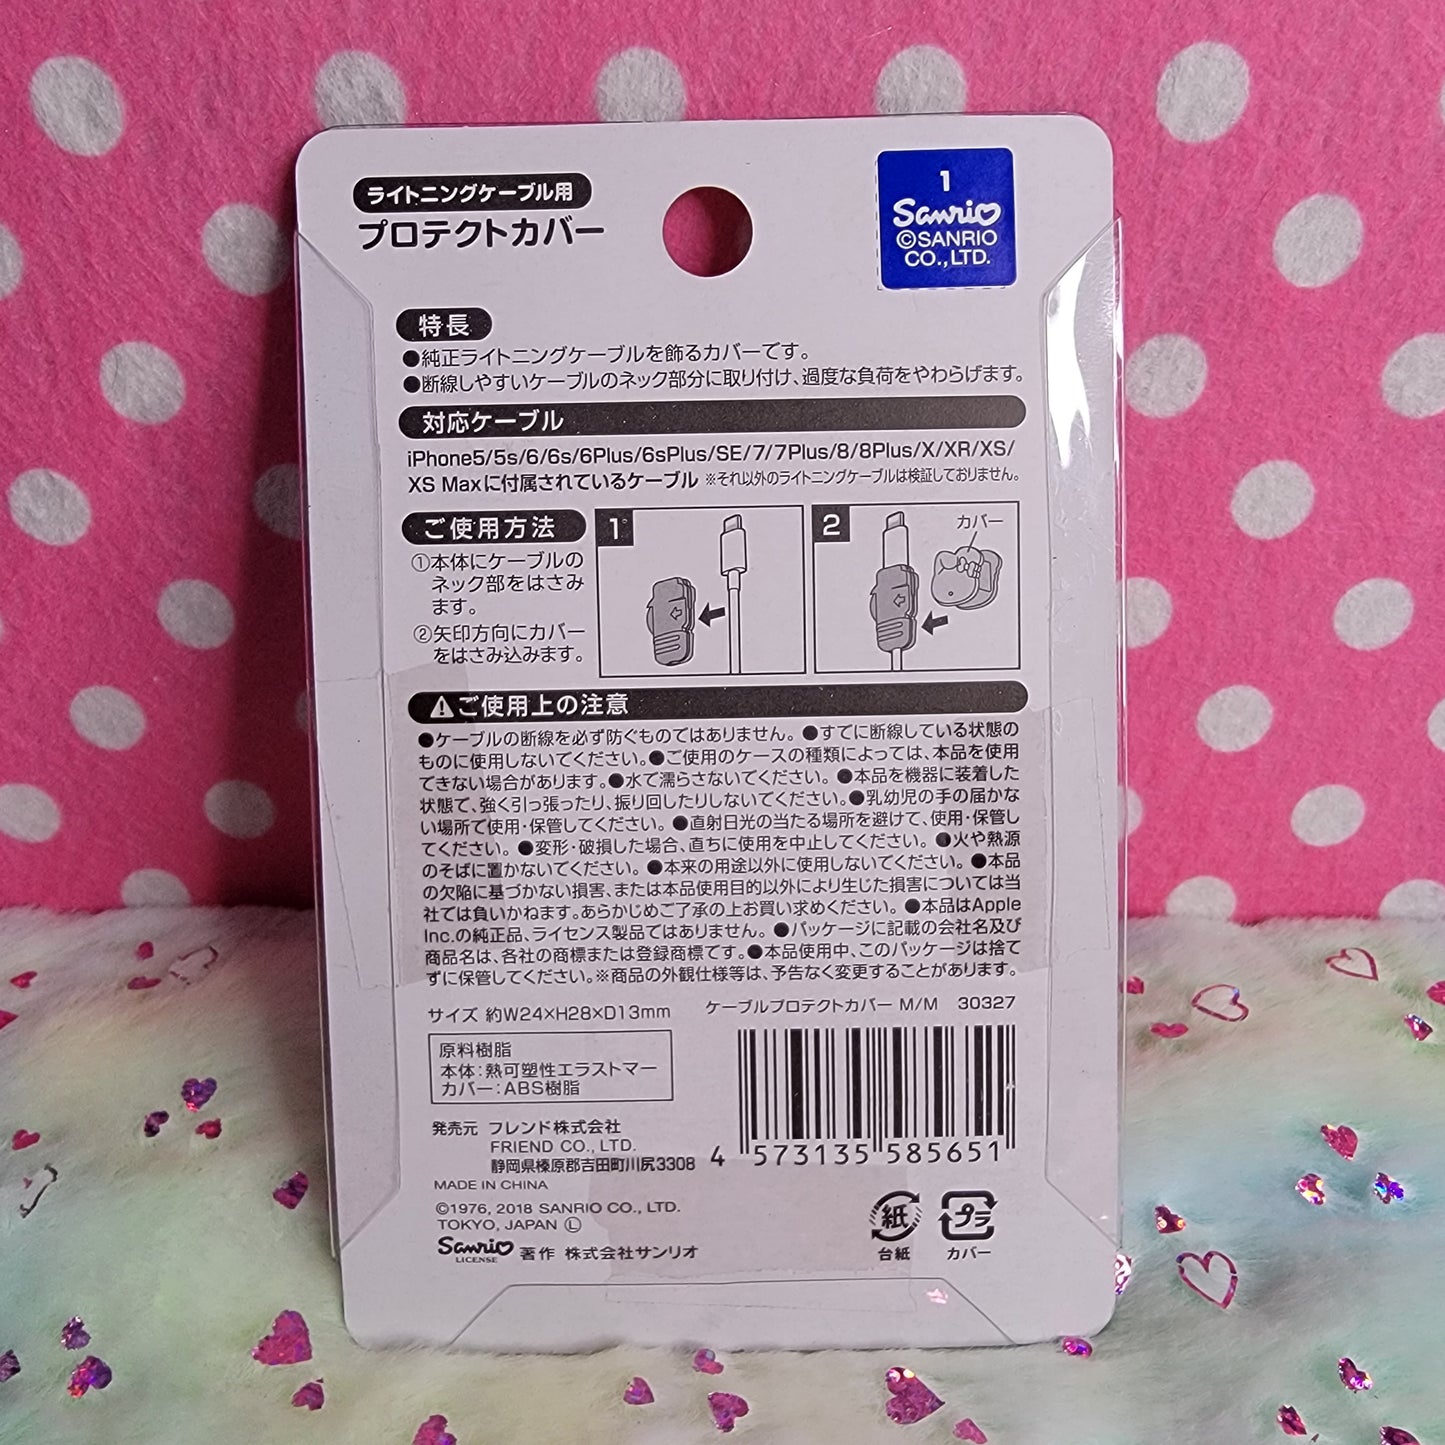 ライトニングケーブル用
プロテクトカバー
1
Sanrio
©SANRIO
CO.,LTD.
特長
●純正ライトニングケーブルを飾るカバーです。
●断線しやすいケーブルのネック部分に取り付け、過度な負荷をやわらげます。
対応ケーブル
iPhone5/5s/6/6s/6Plus/6sPlus/SE/7/7Plus/8/8Plus/X/XR/XS/
XS Maxに付属されているケーブル ※それ以外のライトニングケーブルは検証しておりません。
ご使用方法
①本体にケーブルの
ネック部をはさみ
ます。
②矢印方向にカバー
をはさみ込みます。
1
2
カバー
⚠ご使用上の注意
●ケーブルの断線を必ず防ぐものではありません。●すでに断線している状態の
ものに使用しないでください。●ご使用のケースの種類によっては、本品を使用
できない場合があります。●水で濡らさないでください。●本品を機器に装着した
状態で、強く引っ張ったり、振り回したりしないでください。●乳幼児の手の届かな
い場所で使用・保管してください。●直射日光の当たる場所を避けて、使用・保管し
てください。●変形・破損した場合、直ちに使用を中止してください。●火や熱源
のそばに置かないでください。●本来の用途以外に使用しないでください。●本品
の欠陥に基づかない損害、または本品使用目的以外により生じた損害については当
社では負いかねます。あらかじめご了承の上お買い求めください。●本品はApple
Inc.の純正品、ライセンス製品ではありません。●パッケージに記載の会社名及び
商品名は、各社の商標または登録商標です。●本品使用中、このパッケージは捨て
ずに保管してください。※商品の外観仕様等は、予告なく変更することがあります。
サイズ 約W24×H28×D13mm
ケーブルプロテクトカバー M/M 30327
原料樹脂
本体：熱可塑性エラストマー
カバー：ABS樹脂
発売元 フレンド株式会社
FRIEND CO., LTD.
静岡県榛原郡吉田町川尻3308
MADE IN CHINA
4 573135 585651
©1976, 2018 SANRIO CO., LTD.
TOKYO, JAPAN Ⓛ
Sanrio LICENSE 著作 株式会社サンリオ
紙
台紙
プラ
カバー